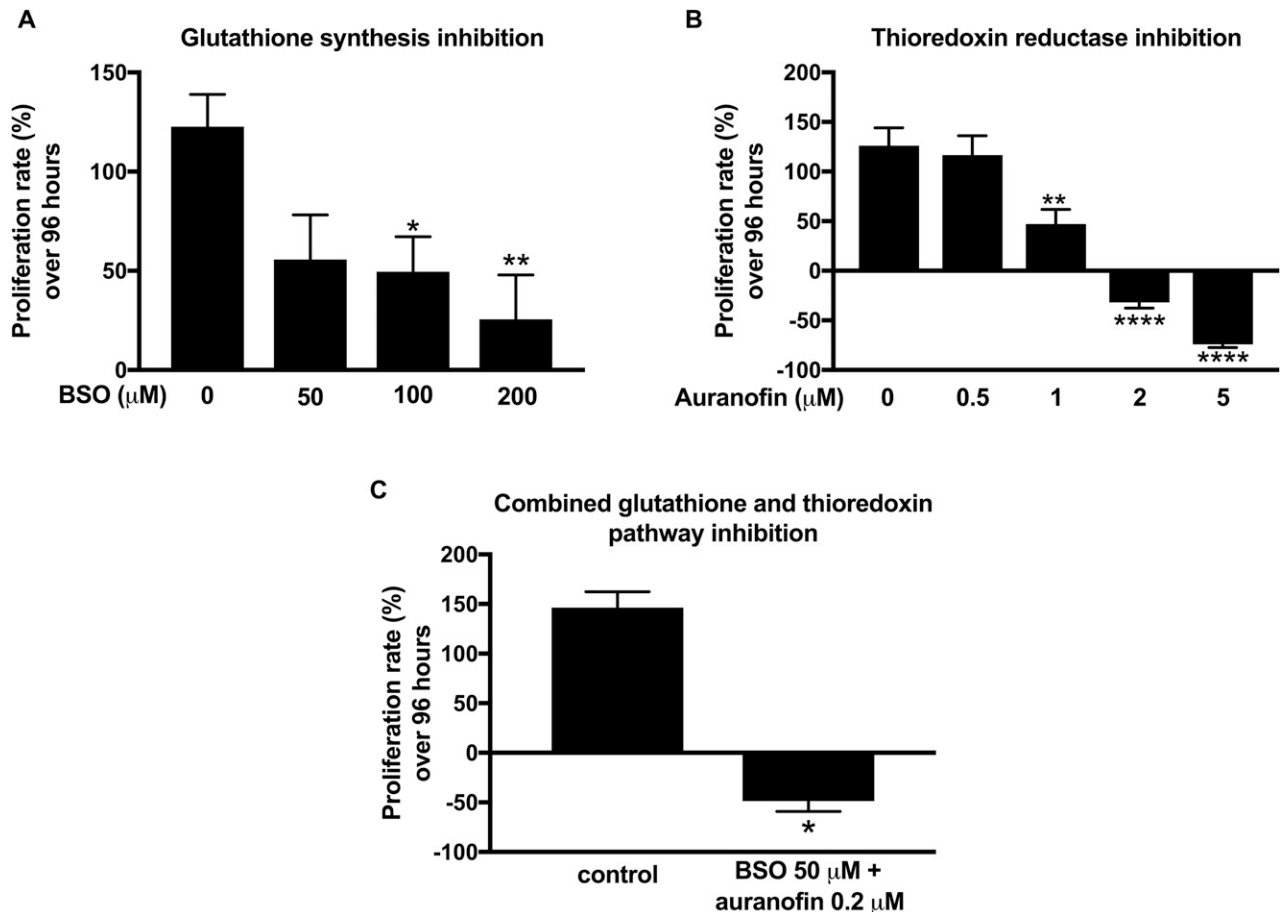 A
Glutathione synthesis inhibition
Proliferation rate (%)
over 96 hours
150
100
50
0
*
**
BSO (μM) 0 50 100 200
B
Thioredoxin reductase inhibition
Proliferation rate (%)
over 96 hours
200
150
100
50
0
-50
-100
**
****
****
Auranofin (μM) 0 0.5 1 2 5
C
Combined glutathione and thioredoxin
pathway inhibition
Proliferation rate (%)
over 96 hours
200
150
100
50
0
-50
-100
*
control
BSO 50 μM +
auranofin 0.2 μM